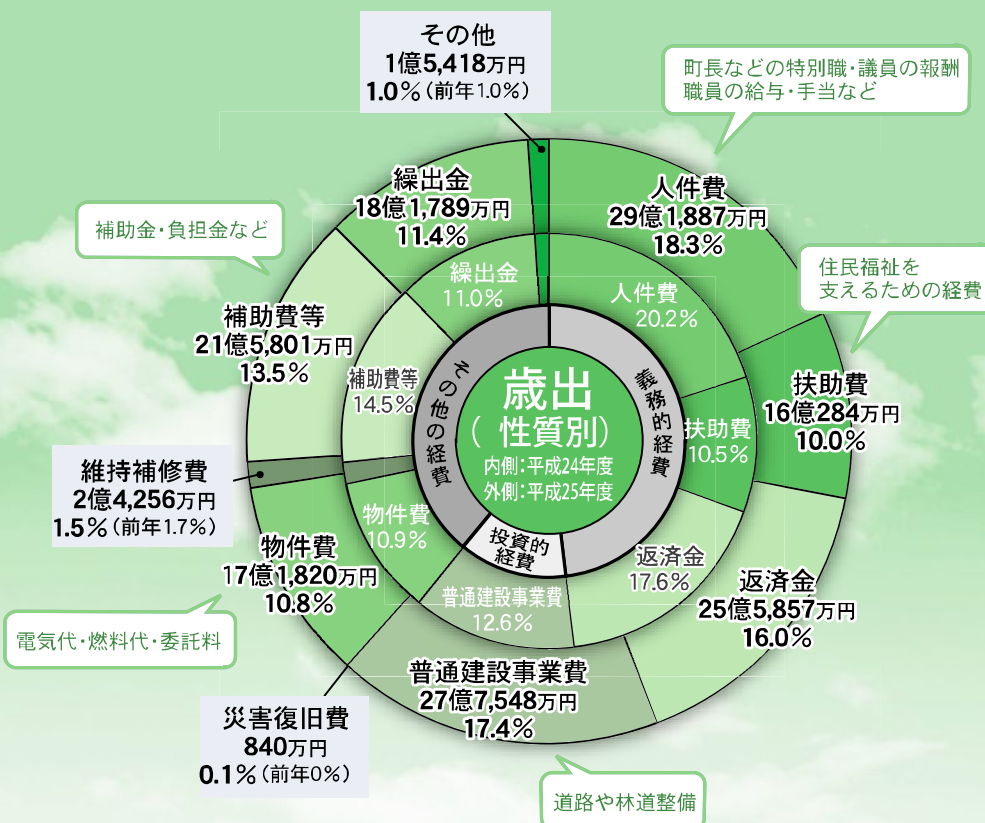 その他
1億5,418万円
1.0%(前年1.0%)
町長などの特別職・議員の報酬
職員の給与・手当など
繰出金
18億1,789万円
11.4%
人件費
29億1,887万円
18.3%
補助金・負担金など
住民福祉を
支えるための経費
繰出金
11.0%
人件費
20.2%
補助費等
21億5,801万円
13.5%
補助費等
14.5%
その他の経費
歳出
(性質別)
内側:平成24年度
外側:平成25年度
義務的経費
扶助費
10.5%
扶助費
16億284万円
10.0%
維持補修費
2億4,256万円
1.5%(前年1.7%)
物件費
10.9%
投資的
経費
返済金
17.6%
物件費
17億1,820万円
10.8%
普通建設事業費
12.6%
返済金
25億5,857万円
16.0%
電気代・燃料代・委託料
普通建設事業費
27億7,548万円
17.4%
災害復旧費
840万円
0.1%(前年0%)
道路や林道整備